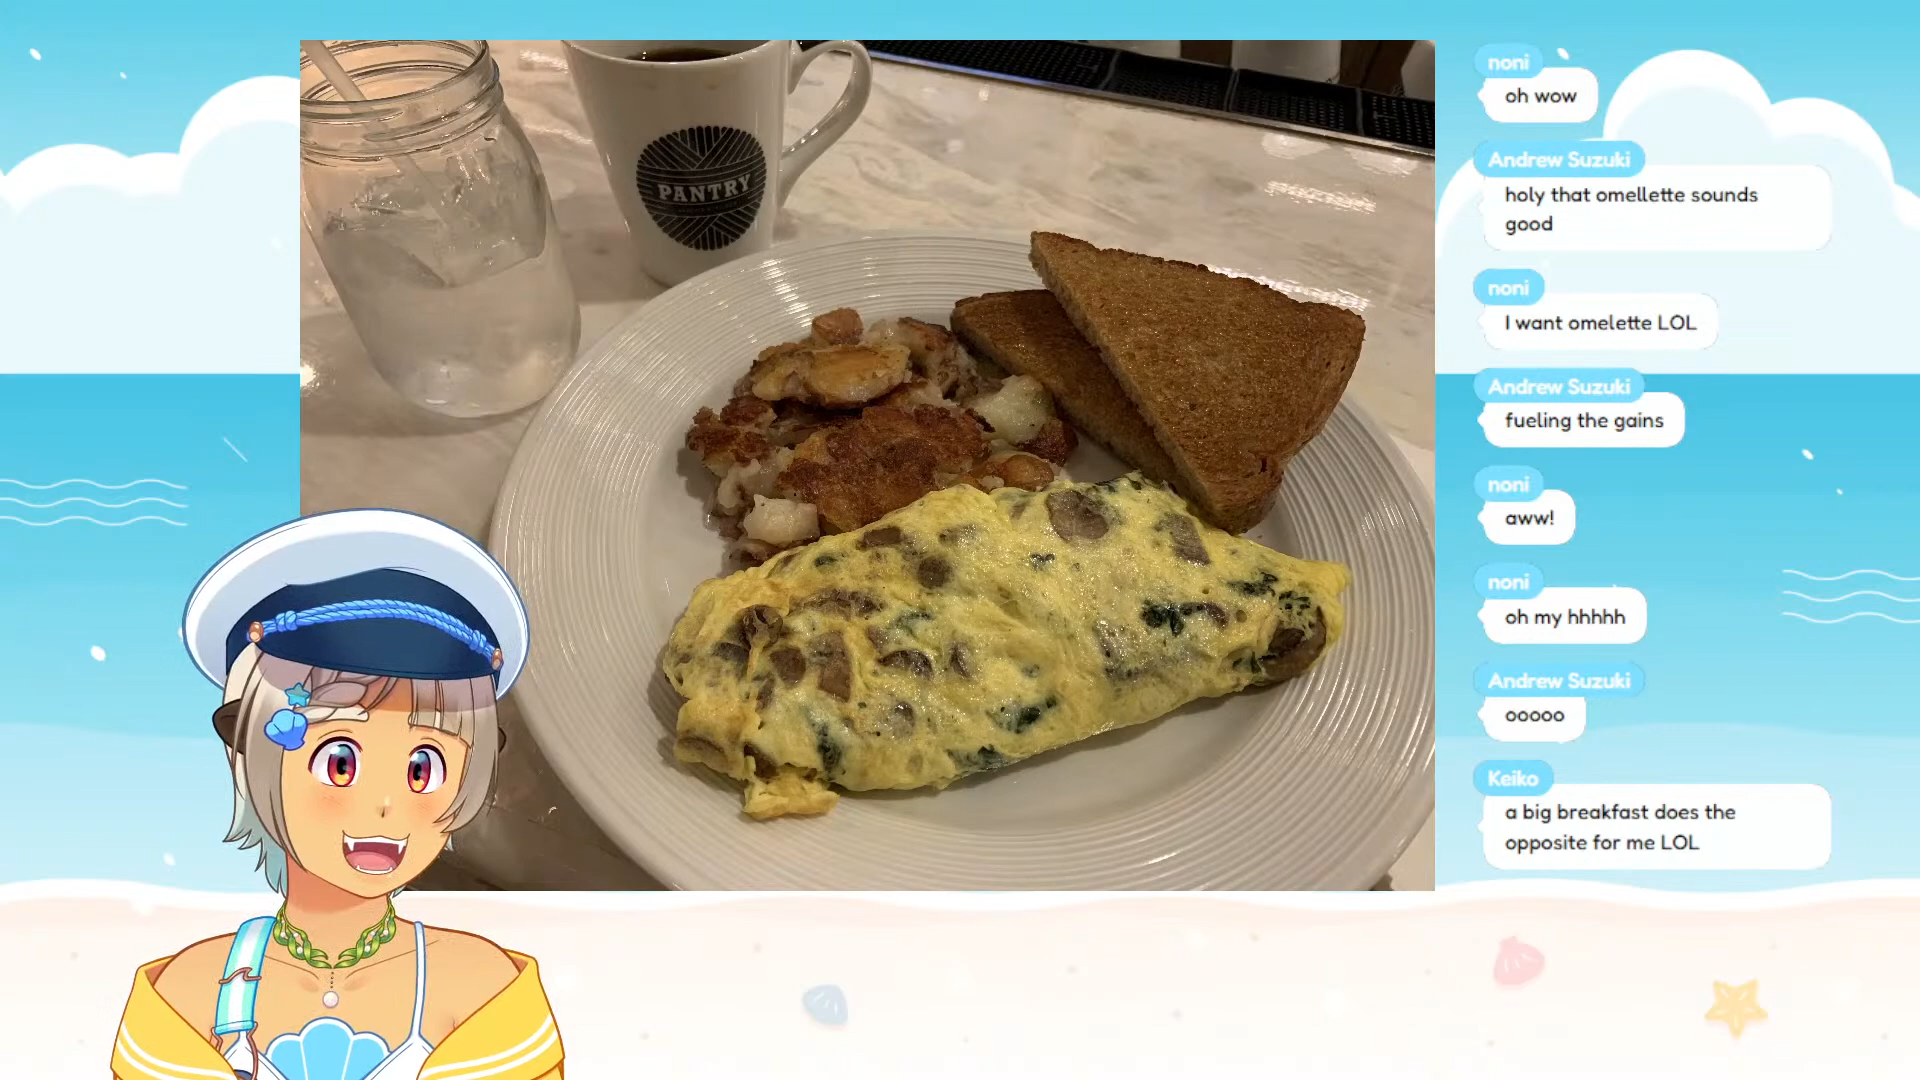 PANTRY
noni
oh wow
Andrew Suzuki
holy that omellette sounds
good
noni
I want omelette LOL
Andrew Suzuki
fueling the gains
noni
aww!
noni
oh my hhhhh
Andrew Suzuki
ooooo
Keiko
a big breakfast does the
opposite for me LOL